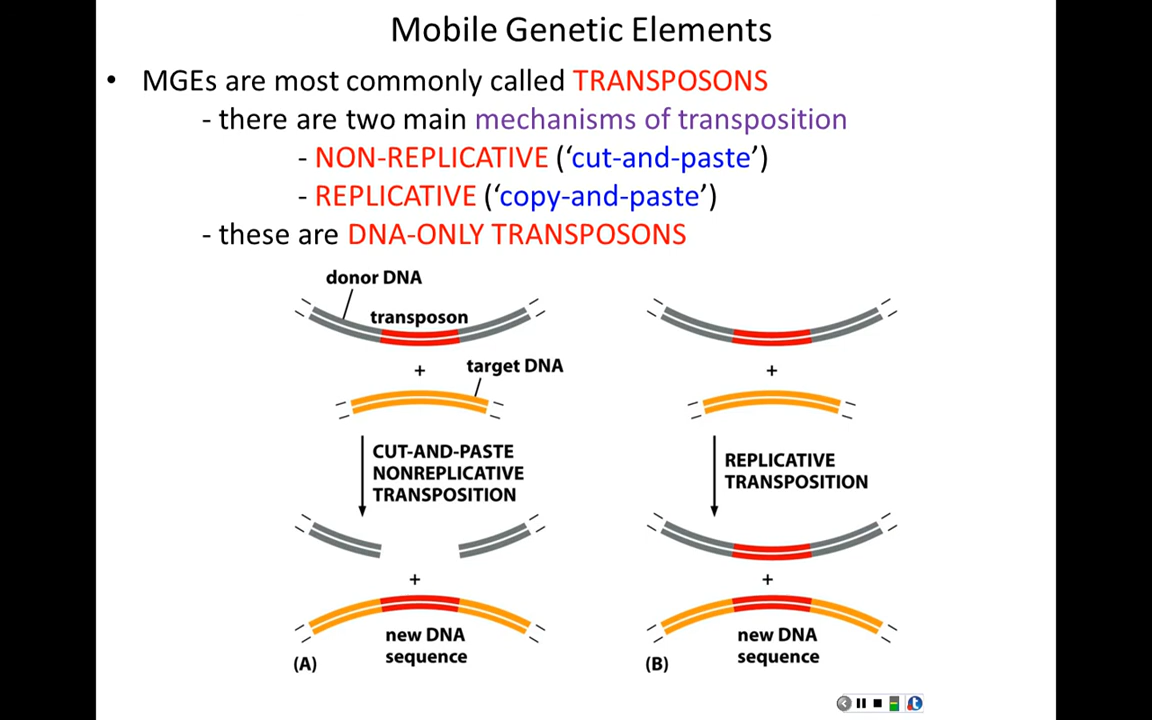 Mobile Genetic Elements
• MGEs are most commonly called TRANSPOSONS
- there are two main mechanisms of transposition
- NON-REPLICATIVE (‘cut-and-paste’)
- REPLICATIVE (‘copy-and-paste’)
- these are DNA-ONLY TRANSPOSONS
donor DNA
transposon
+
target DNA
CUT-AND-PASTE
NONREPLICATIVE
TRANSPOSITION
+
new DNA
sequence
(A)
+
REPLICATIVE
TRANSPOSITION
+
new DNA
sequence
(B)